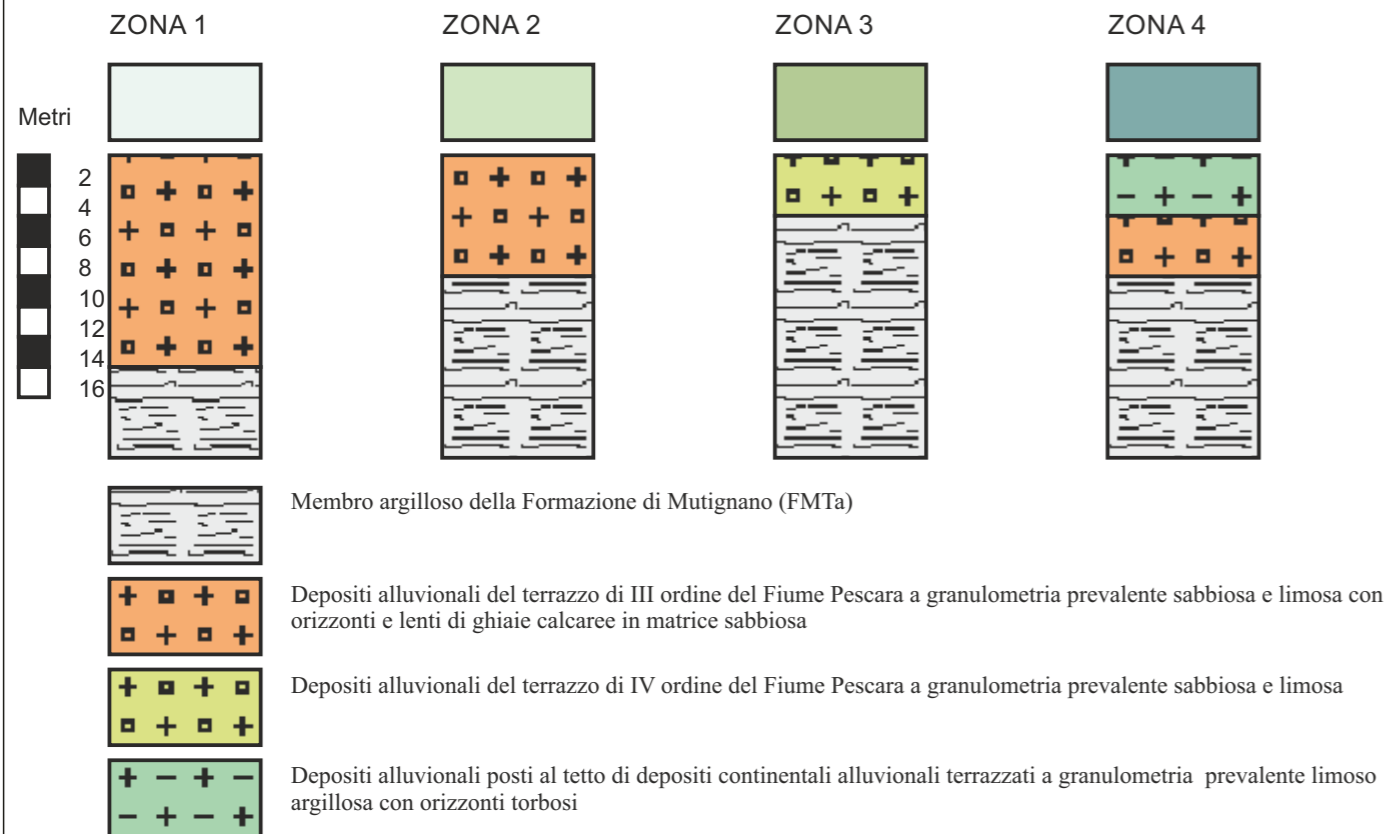 ZONA 1
ZONA 2
ZONA 3
ZONA 4
Metri
2
4
6
8
10
12
14
16
Membro argilloso della Formazione di Mutignano (FMTa)
Depositi alluvionali del terrazzo di III ordine del Fiume Pescara a granulometria prevalente sabbiosa e limosa con
orizzonti e lenti di ghiaie calcaree in matrice sabbiosa
Depositi alluvionali del terrazzo di IV ordine del Fiume Pescara a granulometria prevalente sabbiosa e limosa
Depositi alluvionali posti al tetto di depositi continentali alluvionali terrazzati a granulometria prevalente limoso
argillosa con orizzonti torbosi